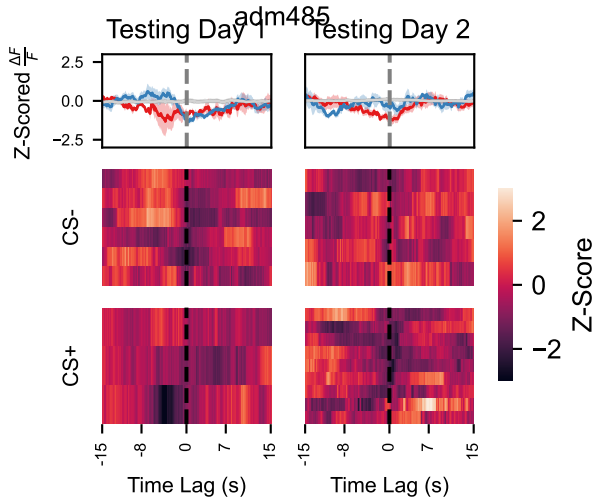 adm485
Testing Day 1
Testing Day 2
Z-Scored ΔF/F
2.5
0.0
−2.5
CS-
CS+
-15
-8
0
7
15
-15
-8
0
7
15
Time Lag (s)
Time Lag (s)
2
0
−2
Z-Score